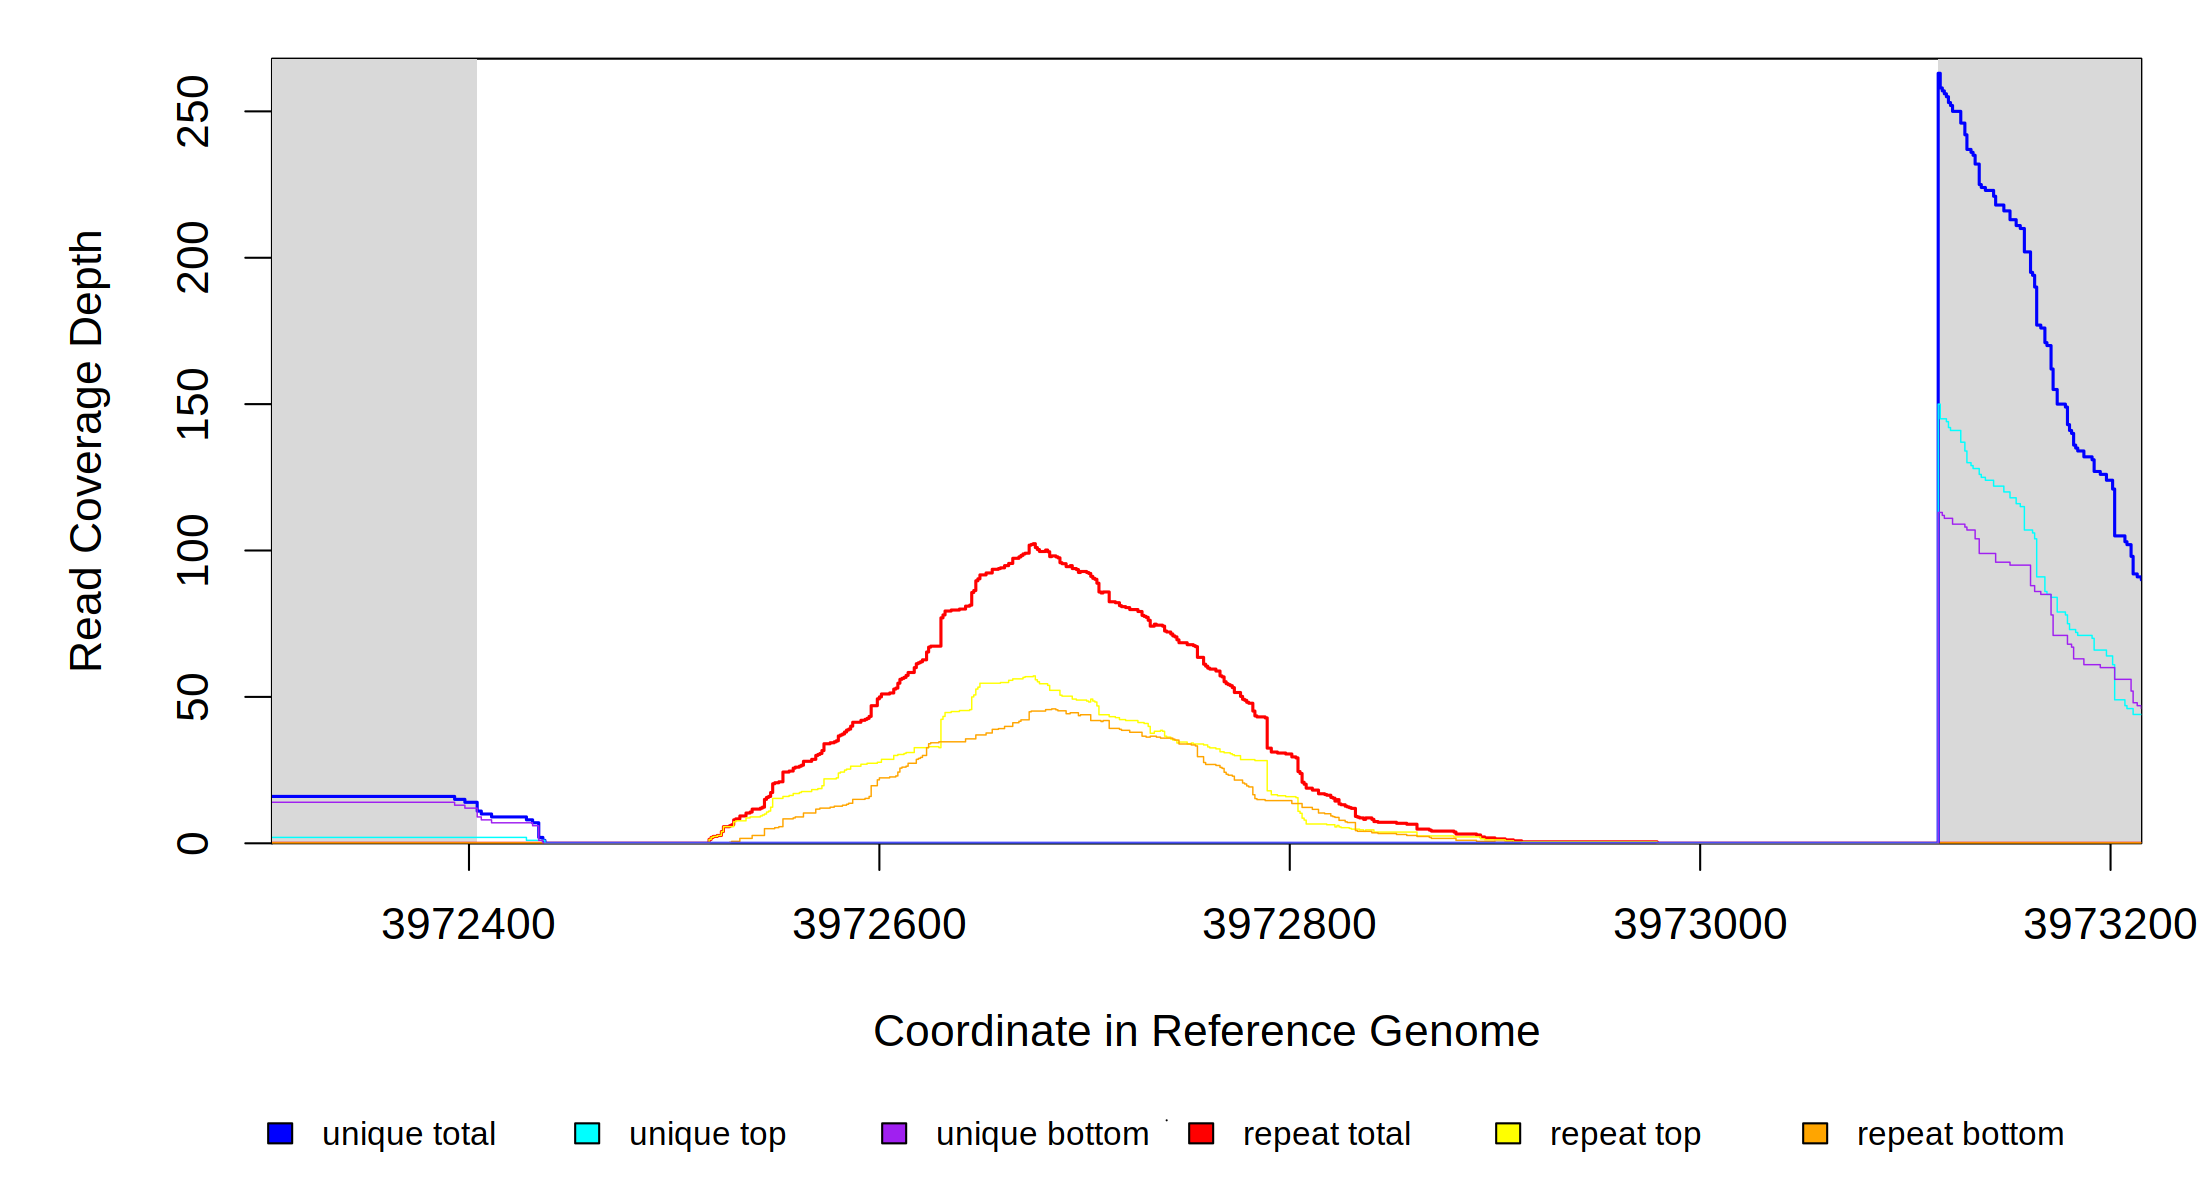 250
200
150
100
50
0
Read Coverage Depth
3972400 3972600 3972800 3973000 3973200
Coordinate in Reference Genome
unique total unique top unique bottom repeat total repeat top repeat bottom